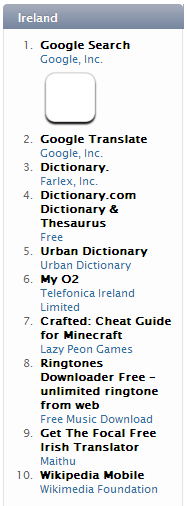 Ireland
1. Google Search
Google, Inc.
2. Google Translate
Google, Inc.
3. Dictionary.
Farlex, Inc.
4. Dictionary.com
Dictionary &
Thesaurus
Free
5. Urban Dictionary
Urban Dictionary
6. My O2
Telefonica Ireland
Limited
7. Crafted: Cheat Guide
for Minecraft
Lazy Peon Games
8. Ringtones
Downloader Free -
unlimited ringtone
from web
Free Music Download
9. Get The Focal Free
Irish Translator
Maithu
10. Wikipedia Mobile
Wikimedia Foundation